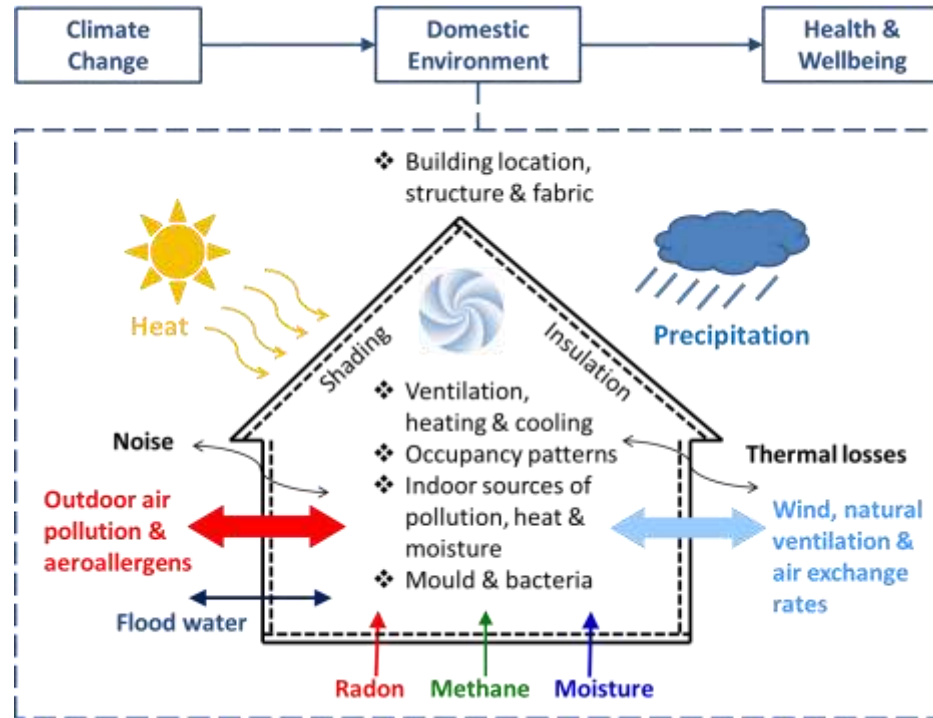 Climate
Change
Domestic
Environment
Health &
Wellbeing
❖ Building location,
structure & fabric
Heat
Precipitation
Shading
Insulation
❖ Ventilation,
heating & cooling
❖ Occupancy patterns
❖ Indoor sources of
pollution, heat &
moisture
❖ Mould & bacteria
Noise
Thermal losses
Outdoor air
pollution &
aeroallergens
Wind, natural
ventilation &
air exchange
rates
Flood water
Radon
Methane
Moisture